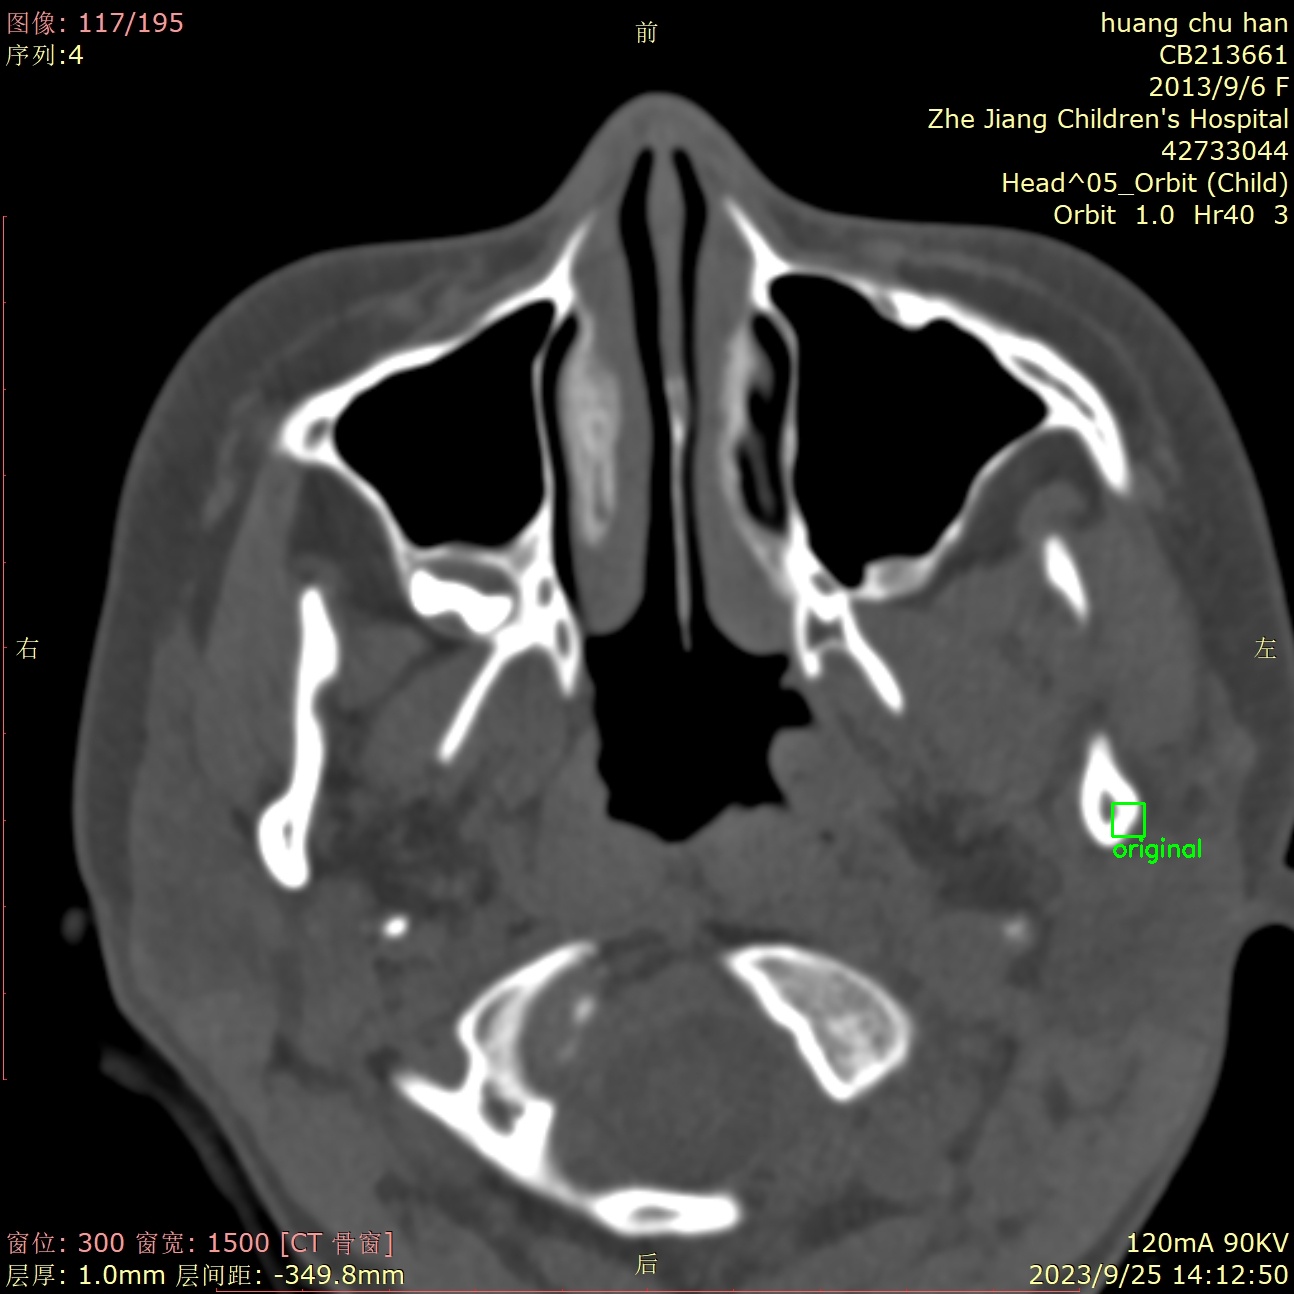 图像: 117/195
序列:4
前
huang chu han
CB213661
2013/9/6 F
Zhe Jiang Children's Hospital
42733044
Head^05_Orbit (Child)
Orbit 1.0 Hr40 3
右
左
original
窗位: 300 窗宽: 1500 [CT 骨窗]
层厚: 1.0mm 层间距: -349.8mm
后
120mA 90KV
2023/9/25 14:12:50